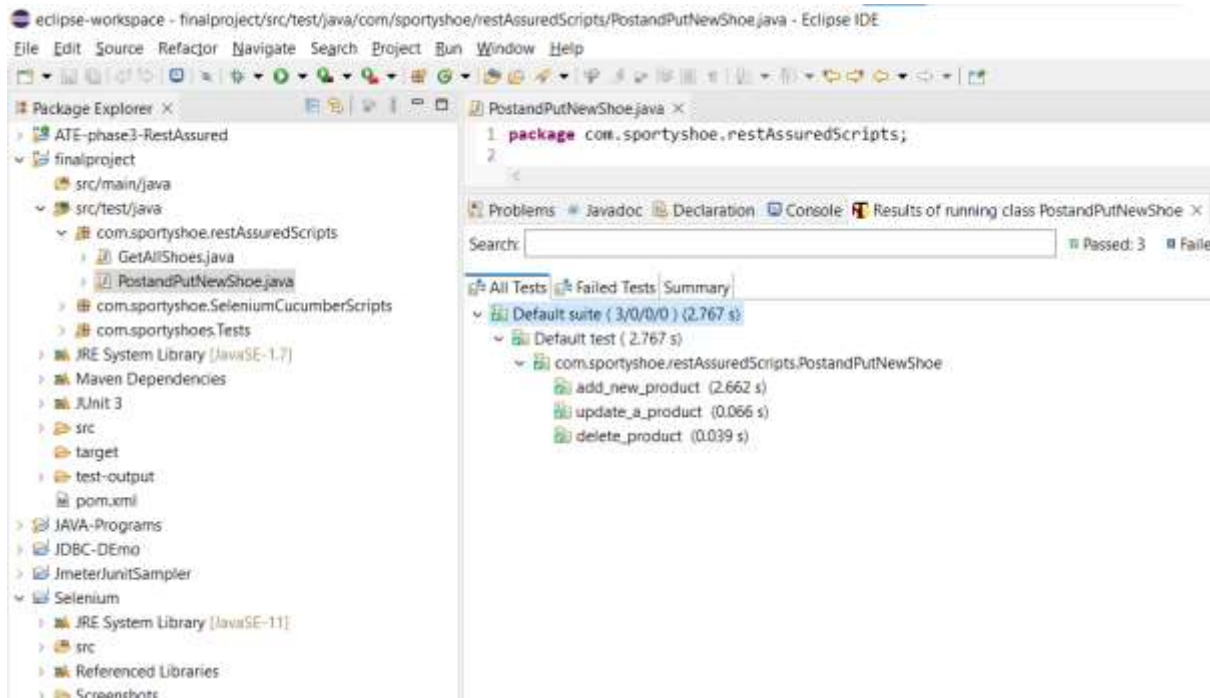 eclipse-workspace - finalproject/src/test/java/com/sportyshoe/restAssuredScripts/PostandPutNewShoe.java - Eclipse IDE
File Edit Source Refactor Navigate Search Project Run Window Help
Package Explorer
ATE-phase3-RestAssured
finalproject
src/main/java
src/test/java
com.sportyshoe.restAssuredScripts
GetAllShoes.java
PostandPutNewShoe.java
com.sportyshoe.SeleniumCucumberScripts
com.sportyshoes.Tests
JRE System Library [JavaSE-1.7]
Maven Dependencies
JUnit 3
src
target
test-output
pom.xml
JAVA-Programs
JDBC-DEmo
JmeterJunitSampler
Selenium
JRE System Library [JavaSE-11]
src
Referenced Libraries
Screenshots
PostandPutNewShoe.java
1 package com.sportyshoe.restAssuredScripts;
2
Problems Javadoc Declaration Console Results of running class PostandPutNewShoe
Search: Passed: 3 Faile
All Tests Failed Tests Summary
Default suite ( 3/0/0/0 ) (2.767 s)
Default test ( 2.767 s)
com.sportyshoe.restAssuredScripts.PostandPutNewShoe
add_new_product (2.662 s)
update_a_product (0.066 s)
delete_product (0.039 s)